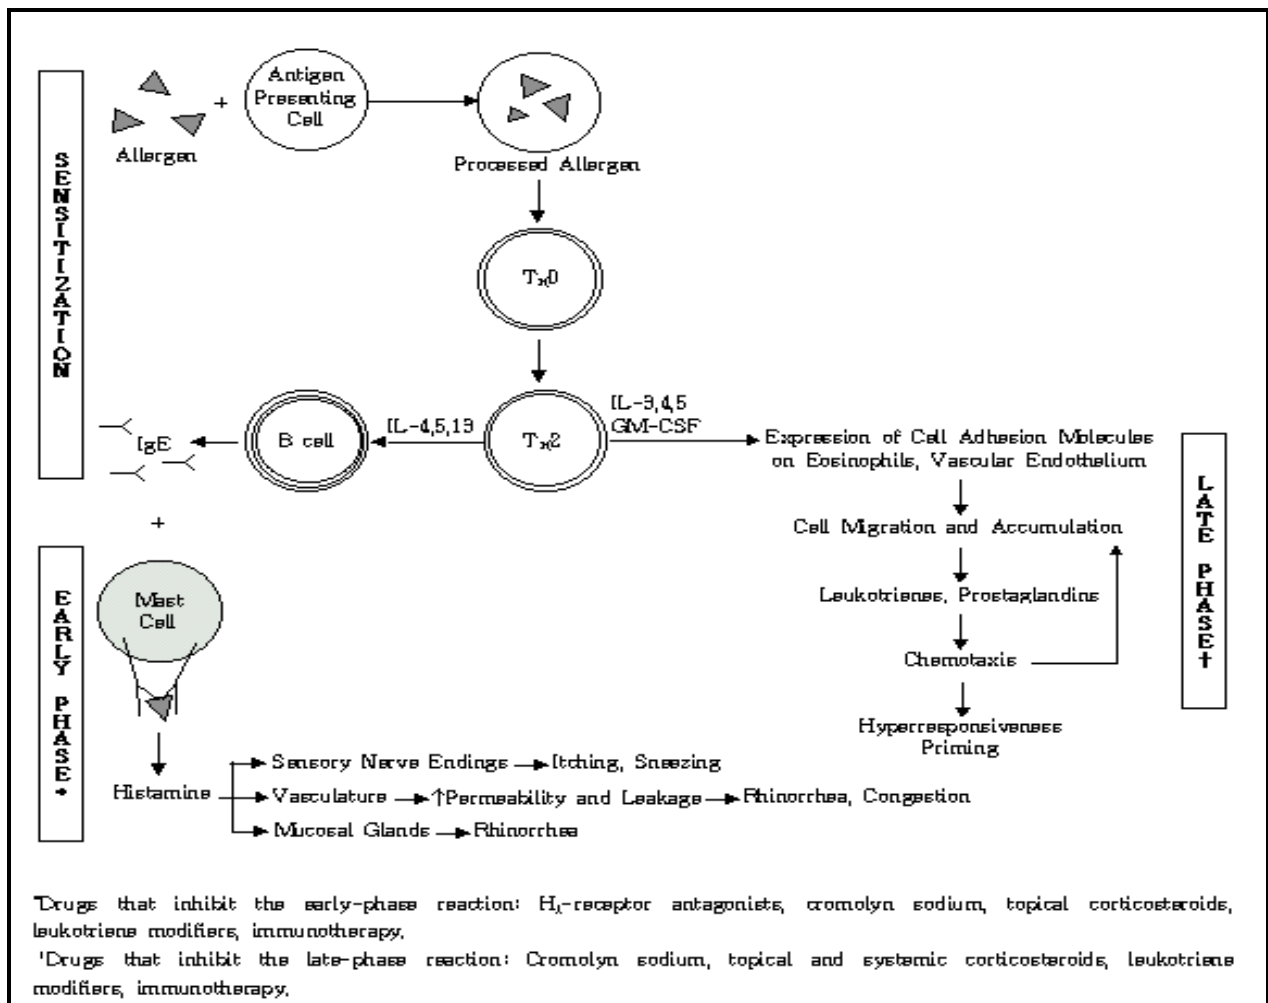 SENSITIZATION
Antigen
Presenting
Cell
+
Allergen
Processed Allergen
TH0
IL-3,4,5
GM-CSF
IL-4,5,13
IgE
B cell
TH2
Expression of Cell Adhesion Molecules
on Eosinophils, Vascular Endothelium
+
Cell Migration and Accumulation
LATE PHASE†
EARLY PHASE*
Mast
Cell
Leukotrienes, Prostaglandins
Chemotaxis
Hyperresponsiveness
Priming
Sensory Nerve Endings Itching, Sneezing
Histamine Vasculature ↑Permeability and Leakage Rhinorrhea, Congestion
Mucosal Glands Rhinorrhea
*Drugs that inhibit the early-phase reaction: H1-receptor antagonists, cromolyn sodium, topical corticosteroids,
leukotriene modifiers, immunotherapy.
†Drugs that inhibit the late-phase reaction: Cromolyn sodium, topical and systemic corticosteroids, leukotriene
modifiers, immunotherapy.